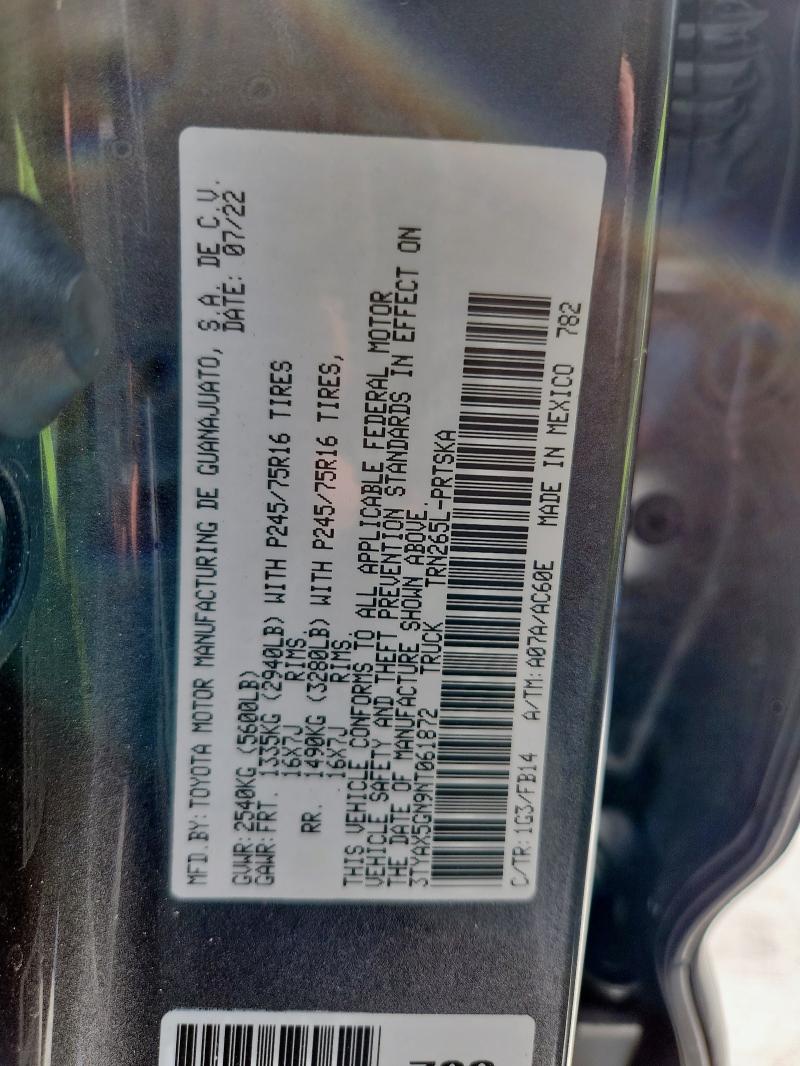 MFD.BY: TOYOTA MOTOR MANUFACTURING DE GUANAJUATO, S.A. DE C.V.
DATE: 07/22
GVWR: 2540KG (5600LB)
GAWR: FRT. 1335KG (2940LB) WITH P245/75R16 TIRES
16X7J RIMS.
RR. 1490KG (3280LB) WITH P245/75R16 TIRES,
16X7J RIMS.
THIS VEHICLE CONFORMS TO ALL APPLICABLE FEDERAL MOTOR
VEHICLE SAFETY AND THEFT PREVENTION STANDARDS IN EFFECT ON
THE DATE OF MANUFACTURE SHOWN ABOVE.
3TYAX5GN9NT061872 TRUCK TRN265L-PRTSKA
C/TR: 1G3/FB14 A/TM: A07A/AC60E MADE IN MEXICO 782